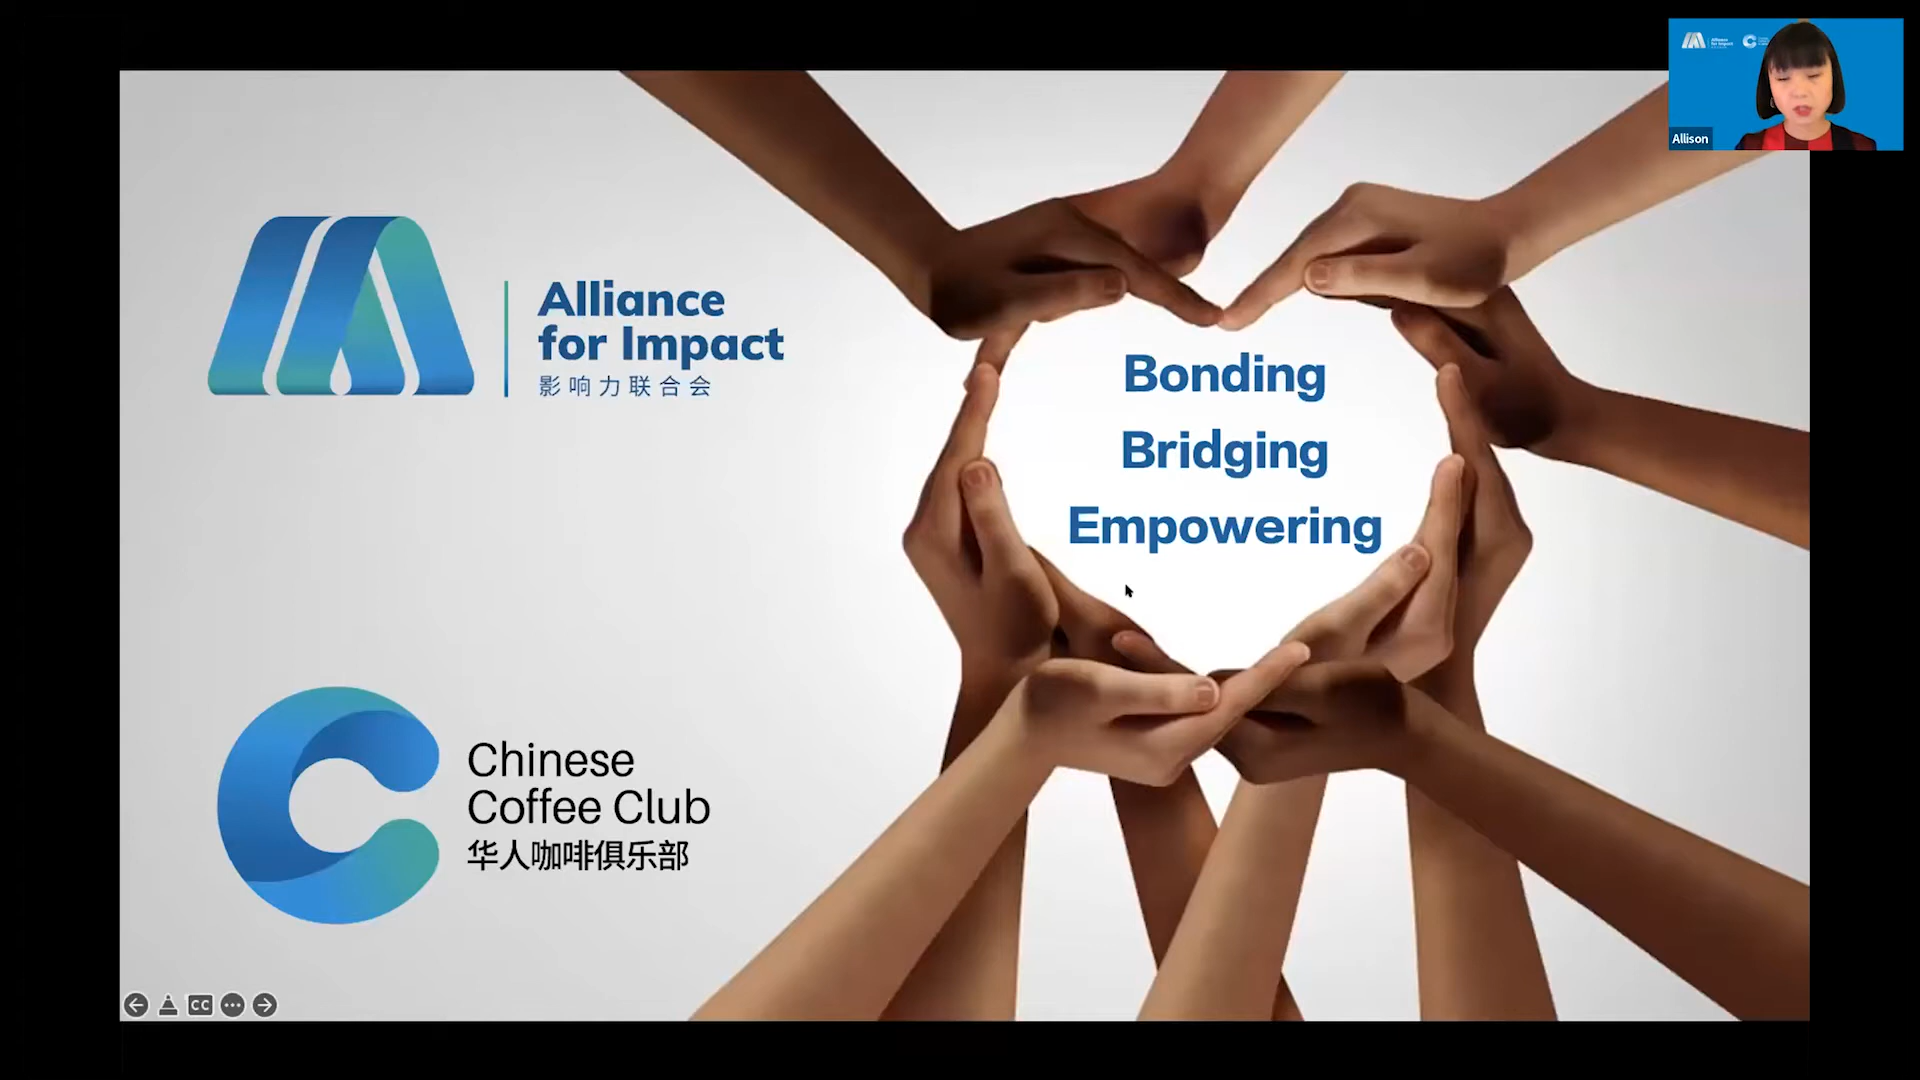 Alliance
for Impact
影响力联合会
Bonding
Bridging
Empowering
Chinese
Coffee Club
华人咖啡俱乐部
Allison
CC